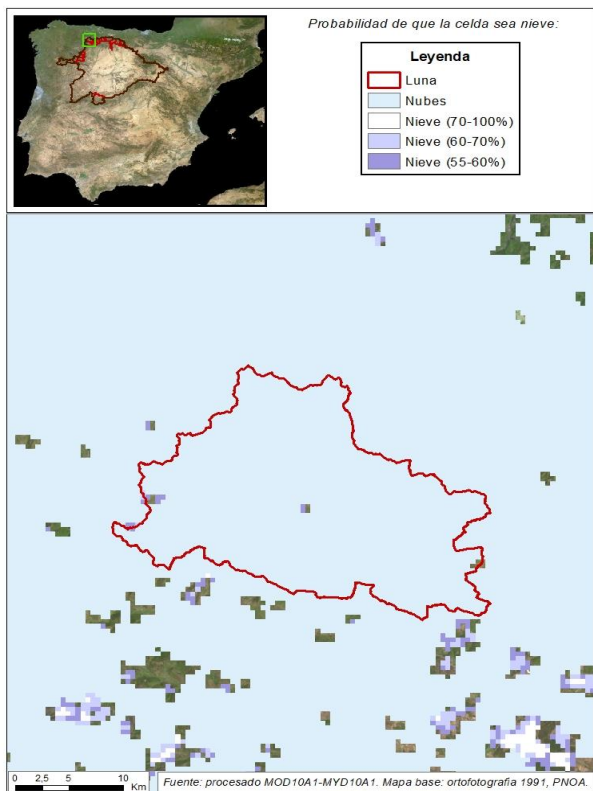 Probabilidad de que la celda sea nieve:
Leyenda
Luna
Nubes
Nieve (70-100%)
Nieve (60-70%)
Nieve (55-60%)
0 2,5 5 10
Km
Fuente: procesado MOD10A1-MYD10A1. Mapa base: ortofotografia 1991, PNOA.